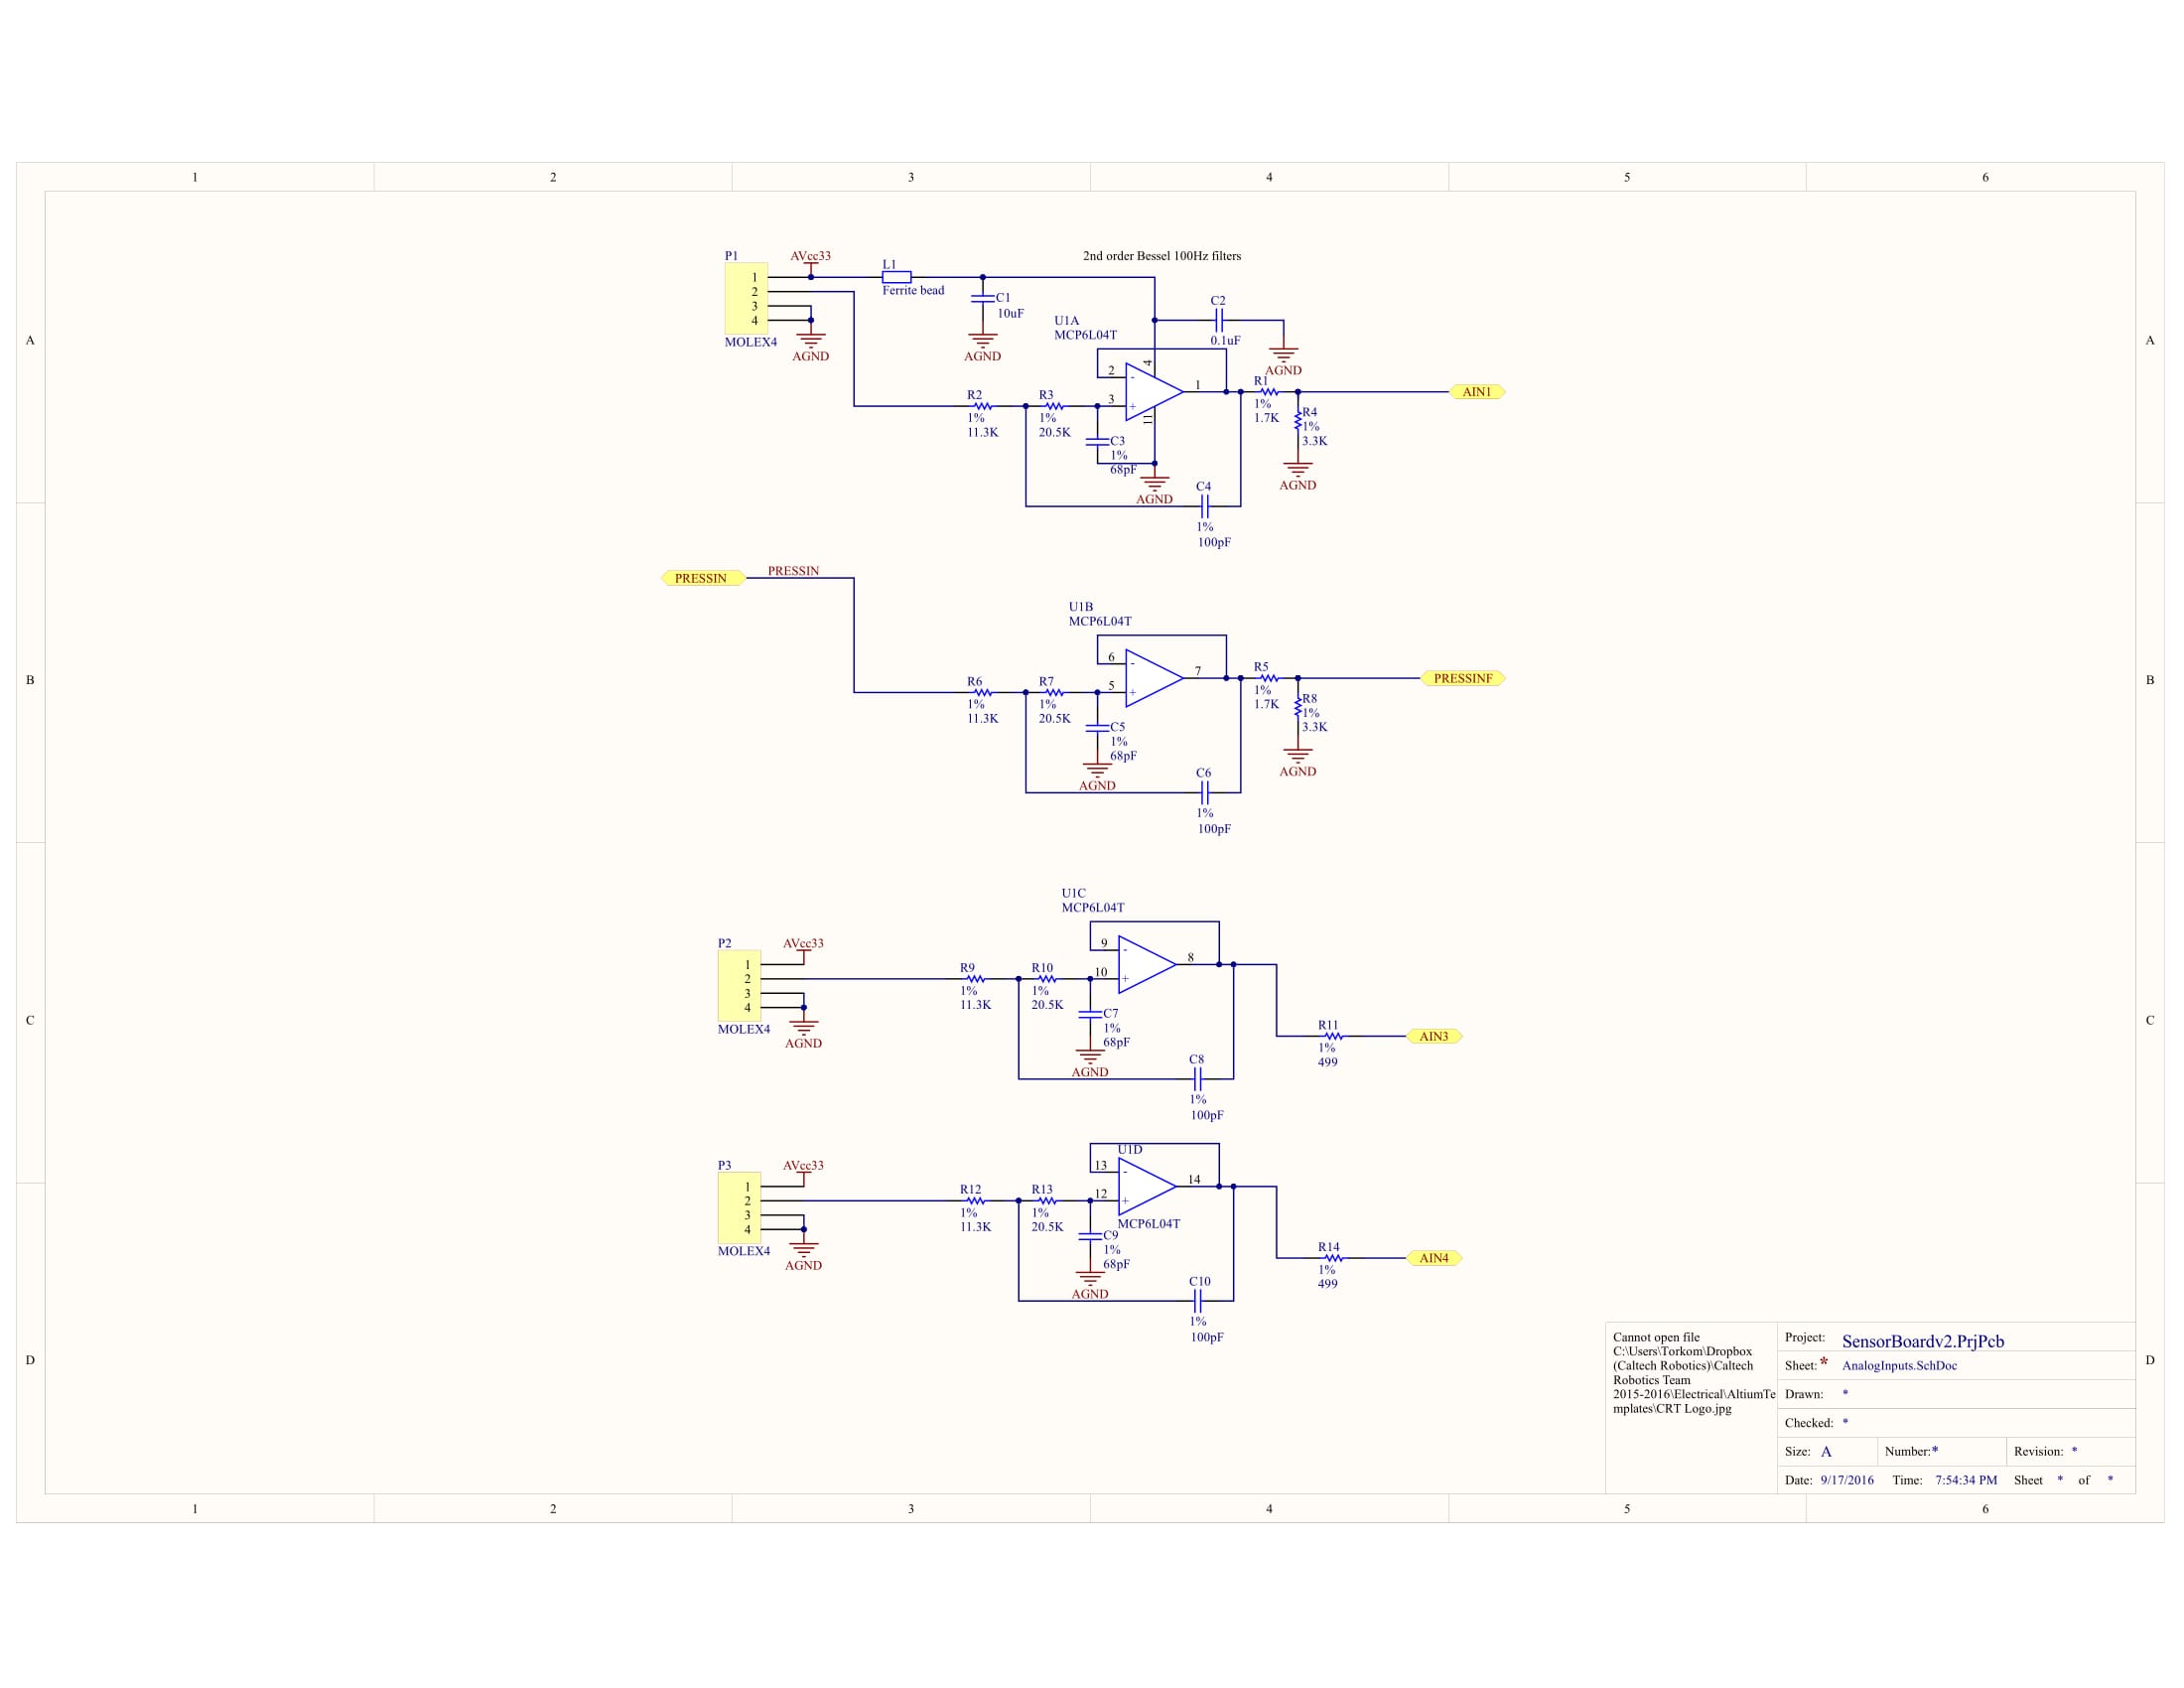 1 2 3 4 5 6
A A
B B
C C
D D
2nd order Bessel 100Hz filters
P1
1
2
3
4
MOLEX4
AVcc33
AGND
L1
Ferrite bead
C1
10uF
AGND
U1A
MCP6L04T
C2
0.1uF
AGND
2
-
3
+
4
11
1
R2
1%
11.3K
R3
1%
20.5K
C3
1%
68pF
AGND
C4
1%
100pF
R1
1%
1.7K
R4
1%
3.3K
AGND
AIN1
PRESSIN
PRESSIN
U1B
MCP6L04T
6
-
5
+
7
R6
1%
11.3K
R7
1%
20.5K
C5
1%
68pF
AGND
C6
1%
100pF
R5
1%
1.7K
R8
1%
3.3K
AGND
PRESSINF
P2
1
2
3
4
MOLEX4
AVcc33
AGND
U1C
MCP6L04T
9
-
10
+
8
R9
1%
11.3K
R10
1%
20.5K
C7
1%
68pF
AGND
C8
1%
100pF
R11
1%
499
AIN3
P3
1
2
3
4
MOLEX4
AVcc33
AGND
U1D
MCP6L04T
13
-
12
+
14
R12
1%
11.3K
R13
1%
20.5K
C9
1%
68pF
AGND
C10
1%
100pF
R14
1%
499
AIN4
Cannot open file
C:\Users\Torkom\Dropbox
(Caltech Robotics)\Caltech
Robotics Team
2015-2016\Electrical\AltiumTe
mplates\CRT Logo.jpg
Project: SensorBoardv2.PrjPcb
Sheet: * AnalogInputs.SchDoc
Drawn: *
Checked: *
Size: A Number:* Revision: *
Date: 9/17/2016 Time: 7:54:34 PM Sheet * of *
1 2 3 4 5 6